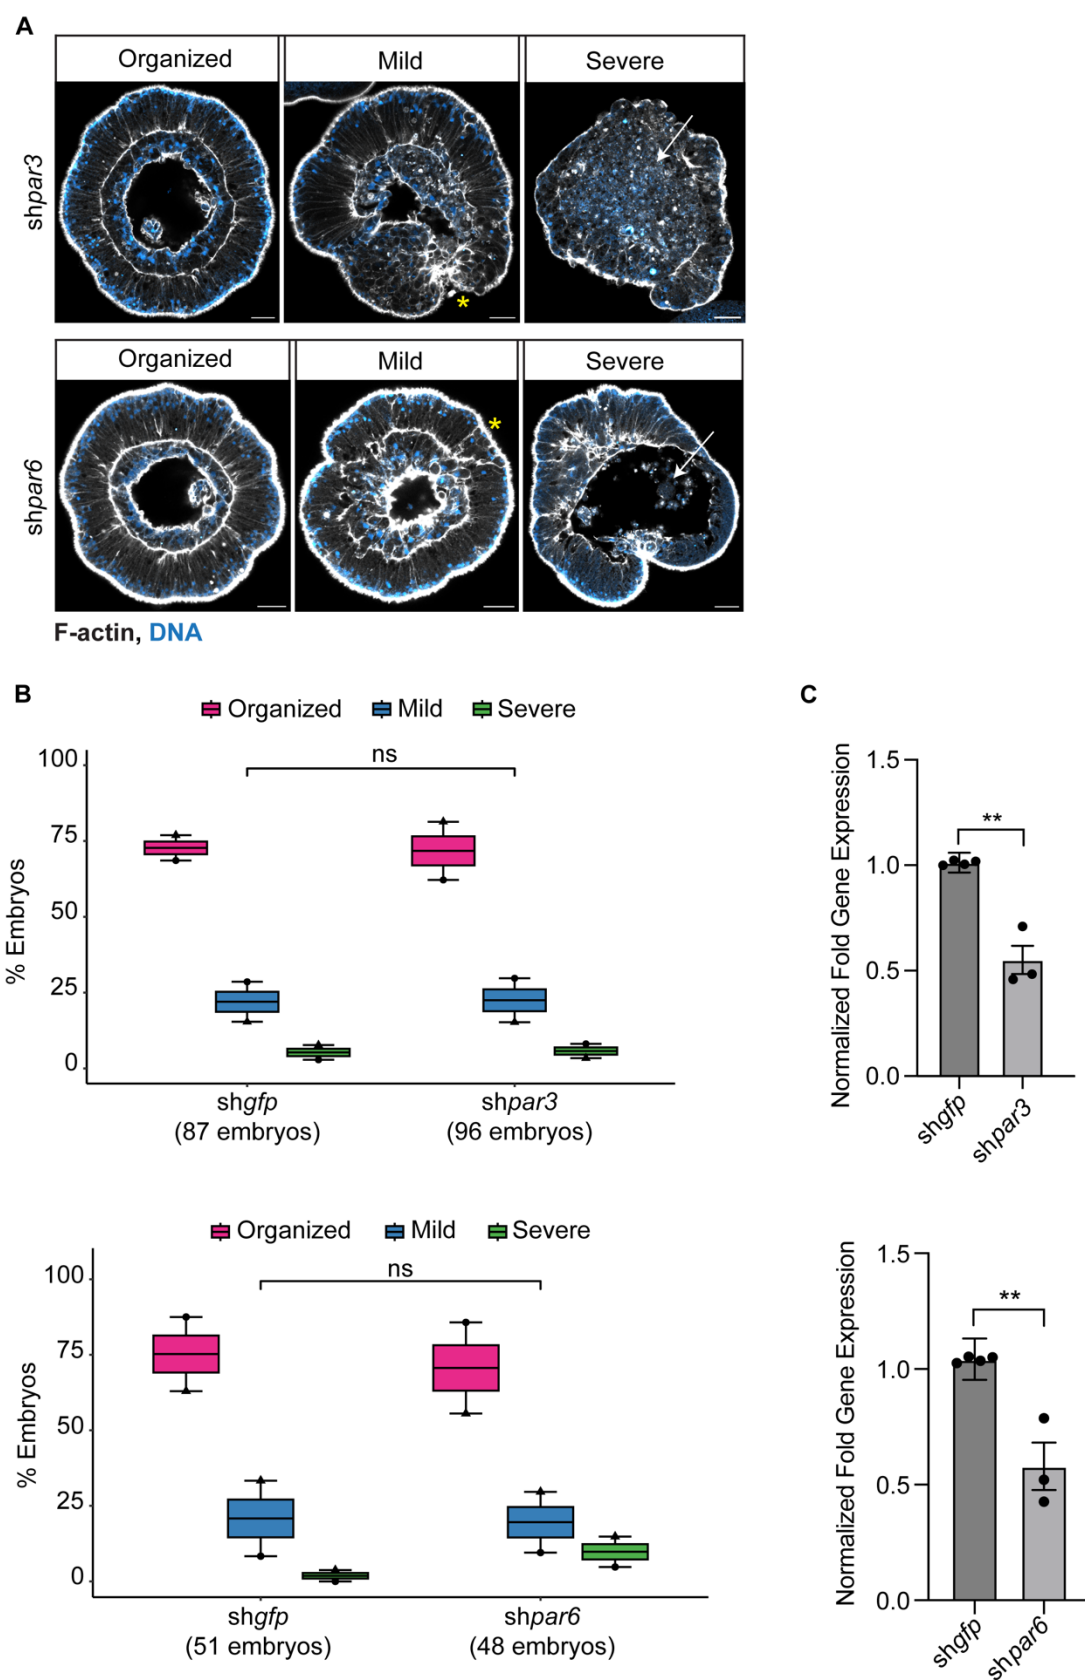 A
Organized Mild Severe
shpar3
*
Organized Mild Severe
shpar6
*
F-actin, DNA
B
Organized Mild Severe
% Embryos
100
75
50
25
0
ns
shgfp shpar3
(87 embryos) (96 embryos)
Organized Mild Severe
% Embryos
100
75
50
25
0
ns
shgfp shpar6
(51 embryos) (48 embryos)
C
Normalized Fold Gene Expression
1.5
1.0
0.5
0.0
**
shgfp shpar3
Normalized Fold Gene Expression
1.5
1.0
0.5
0.0
**
shgfp shpar6